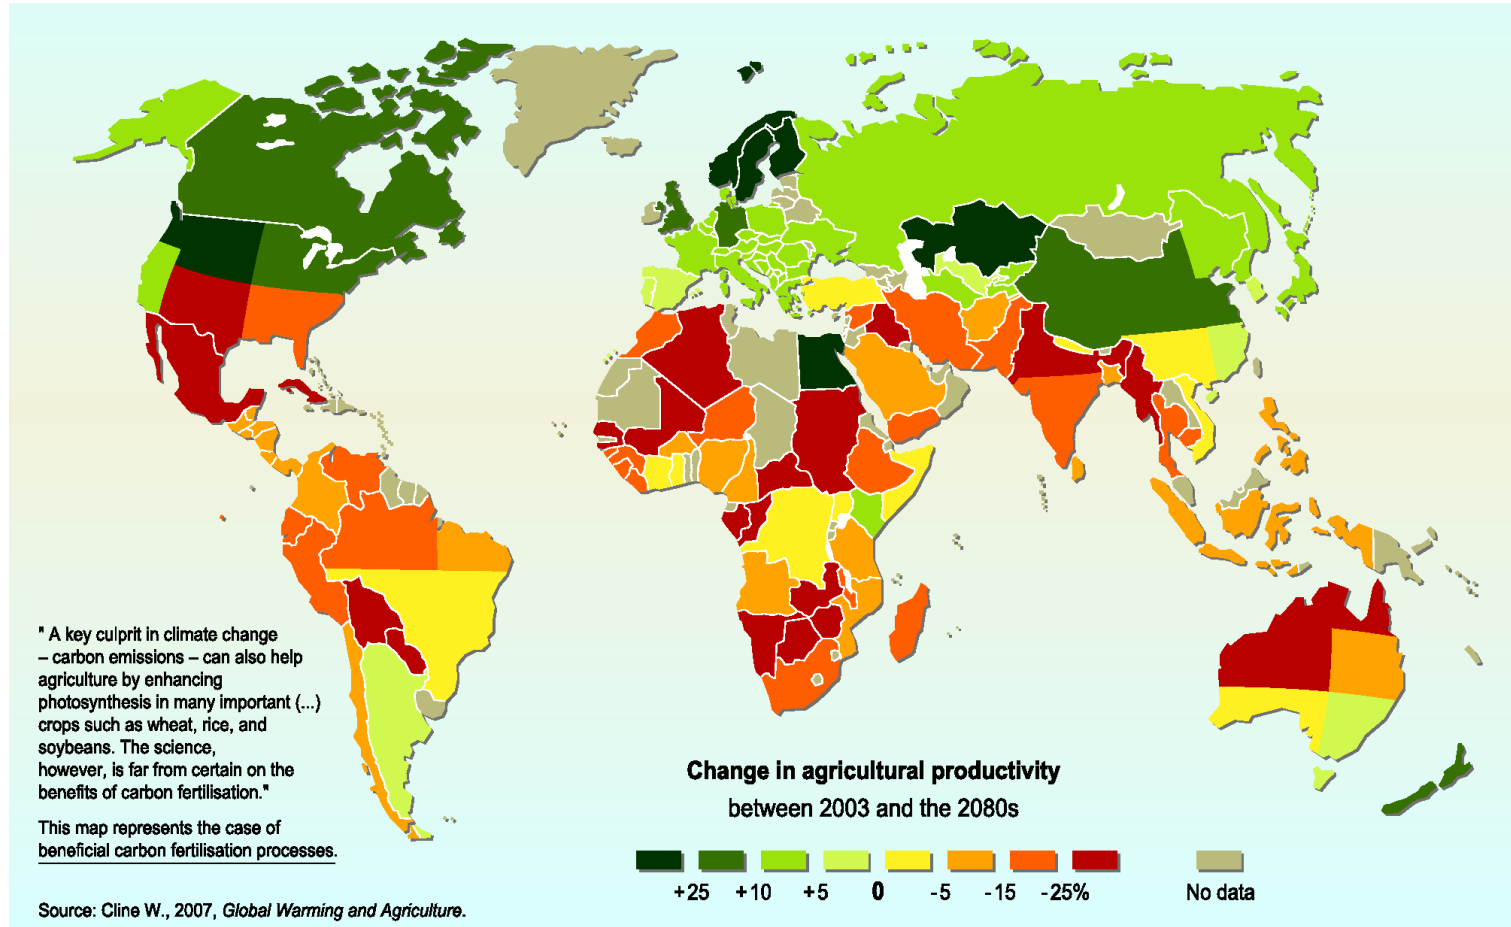 " A key culprit in climate change
– carbon emissions – can also help
agriculture by enhancing
photosynthesis in many important (...)
crops such as wheat, rice, and
soybeans. The science,
however, is far from certain on the
benefits of carbon fertilisation."
This map represents the case of
beneficial carbon fertilisation processes.
Source: Cline W., 2007, Global Warming and Agriculture.
Change in agricultural productivity
between 2003 and the 2080s
+25 +10 +5 0 -5 -15 -25% No data